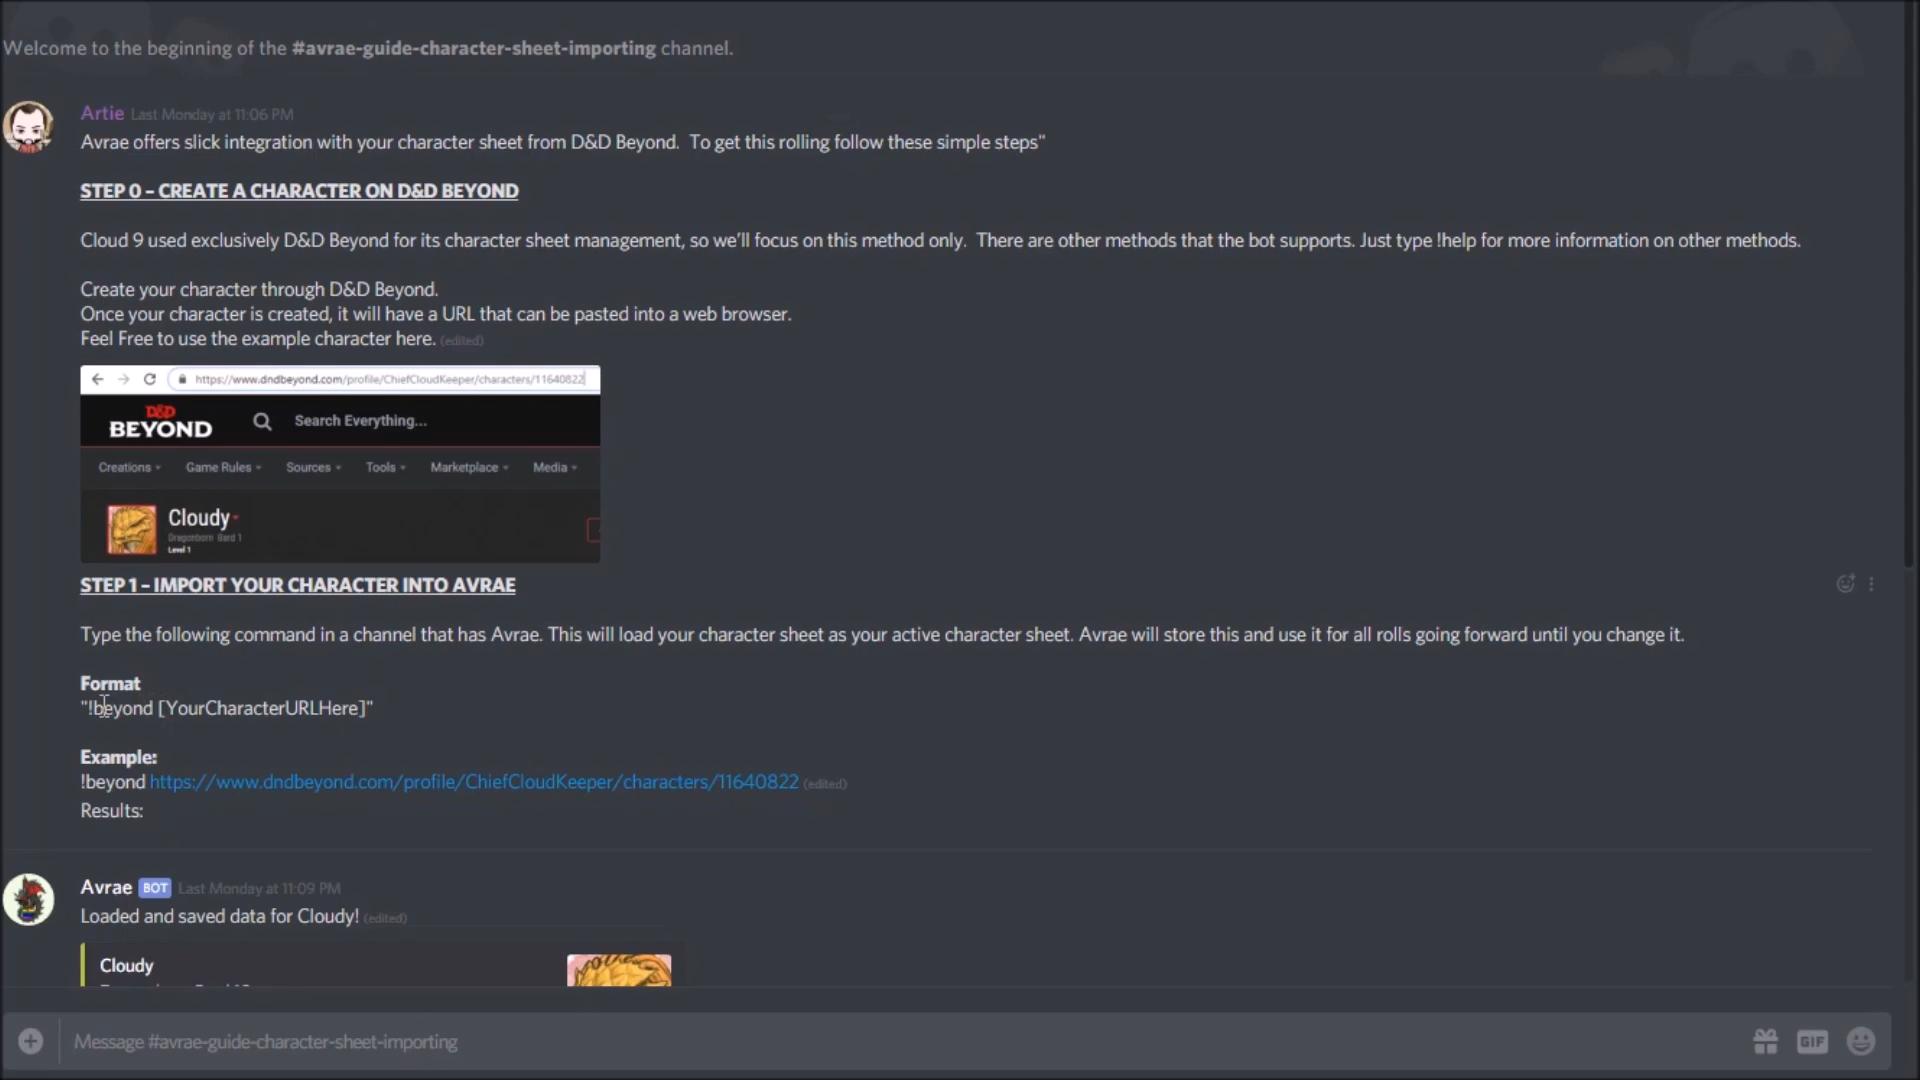 Welcome to the beginning of the #avrae-guide-character-sheet-importing channel.
Artie Last Monday at 11:06 PM
Avrae offers slick integration with your character sheet from D&D Beyond.  To get this rolling follow these simple steps"
STEP 0 – CREATE A CHARACTER ON D&D BEYOND
Cloud 9 used exclusively D&D Beyond for its character sheet management, so we'll focus on this method only.  There are other methods that the bot supports. Just type !help for more information on other methods.
Create your character through D&D Beyond.
Once your character is created, it will have a URL that can be pasted into a web browser.
Feel Free to use the example character here. (edited)
https://www.dndbeyond.com/profile/ChiefCloudKeeper/characters/11640822
D&D
BEYOND Search Everything...
Creations Game Rules Sources Tools Marketplace Media
Cloudy
Dragonborn Bard 1
Level 1
STEP 1 – IMPORT YOUR CHARACTER INTO AVRAE
Type the following command in a channel that has Avrae. This will load your character sheet as your active character sheet. Avrae will store this and use it for all rolls going forward until you change it.
Format
"!beyond [YourCharacterURLHere]"
Example:
!beyond https://www.dndbeyond.com/profile/ChiefCloudKeeper/characters/11640822 (edited)
Results:
Avrae BOT Last Monday at 11:09 PM
Loaded and saved data for Cloudy! (edited)
Cloudy
Message #avrae-guide-character-sheet-importing
GIF